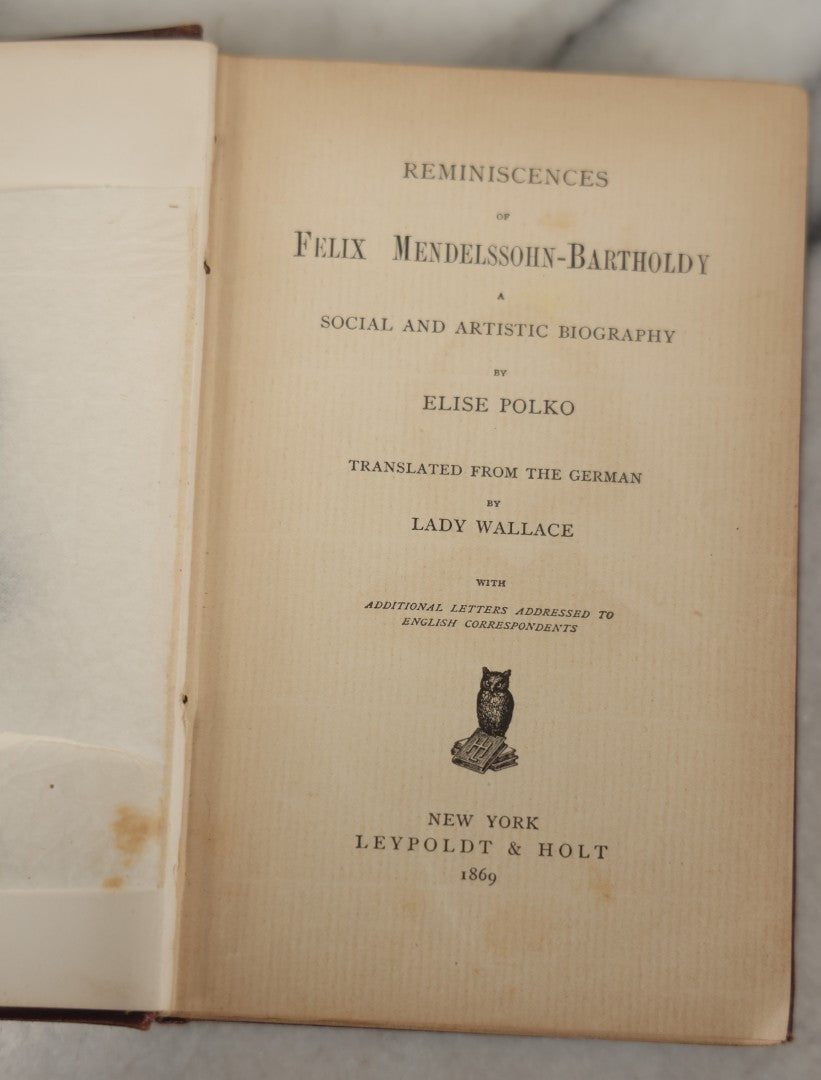 REMINISCENCES
OF
FELIX MENDELSSOHN-BARTHOLDY
A
SOCIAL AND ARTISTIC BIOGRAPHY
BY
ELISE POLKO
TRANSLATED FROM THE GERMAN
BY
LADY WALLACE
WITH
ADDITIONAL LETTERS ADDRESSED TO
ENGLISH CORRESPONDENTS
NEW YORK
LEYPOLDT & HOLT
1869